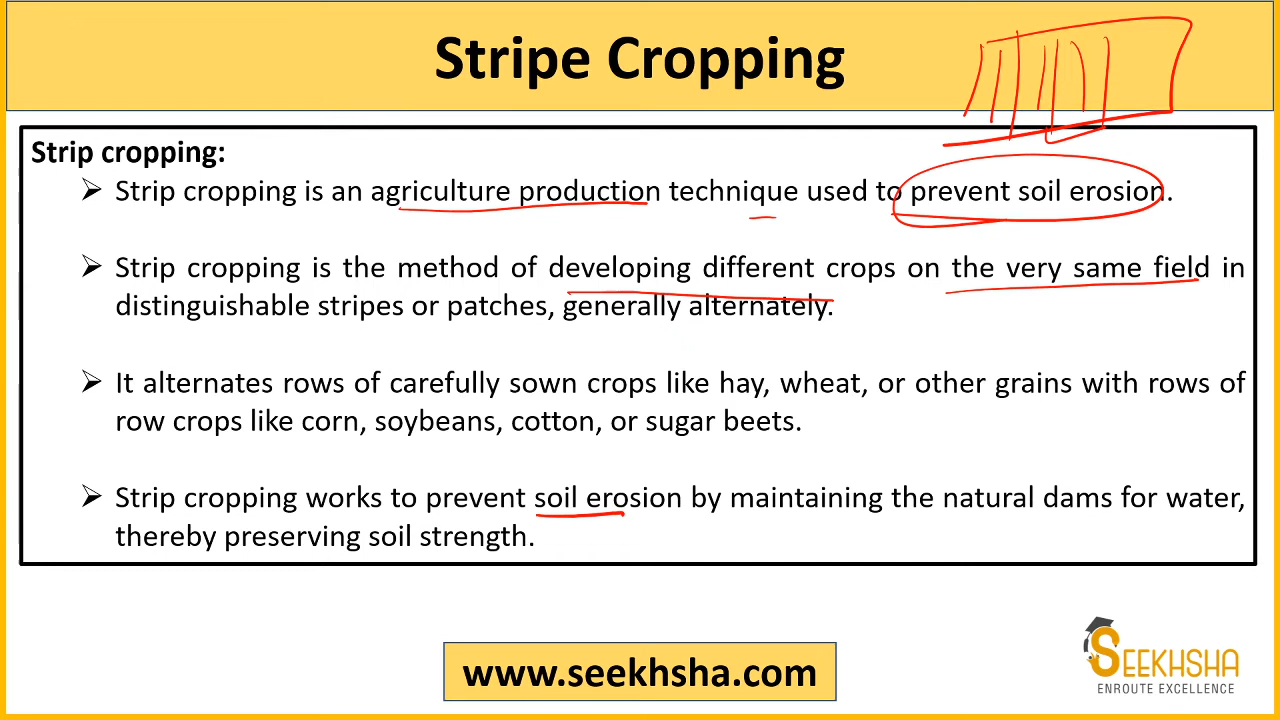 Stripe Cropping
Strip cropping:
➢ Strip cropping is an agriculture production technique used to prevent soil erosion.
➢ Strip cropping is the method of developing different crops on the very same field in
distinguishable stripes or patches, generally alternately.
➢ It alternates rows of carefully sown crops like hay, wheat, or other grains with rows of
row crops like corn, soybeans, cotton, or sugar beets.
➢ Strip cropping works to prevent soil erosion by maintaining the natural dams for water,
thereby preserving soil strength.
www.seekhsha.com
SEEKHSHA
ENROUTE EXCELLENCE